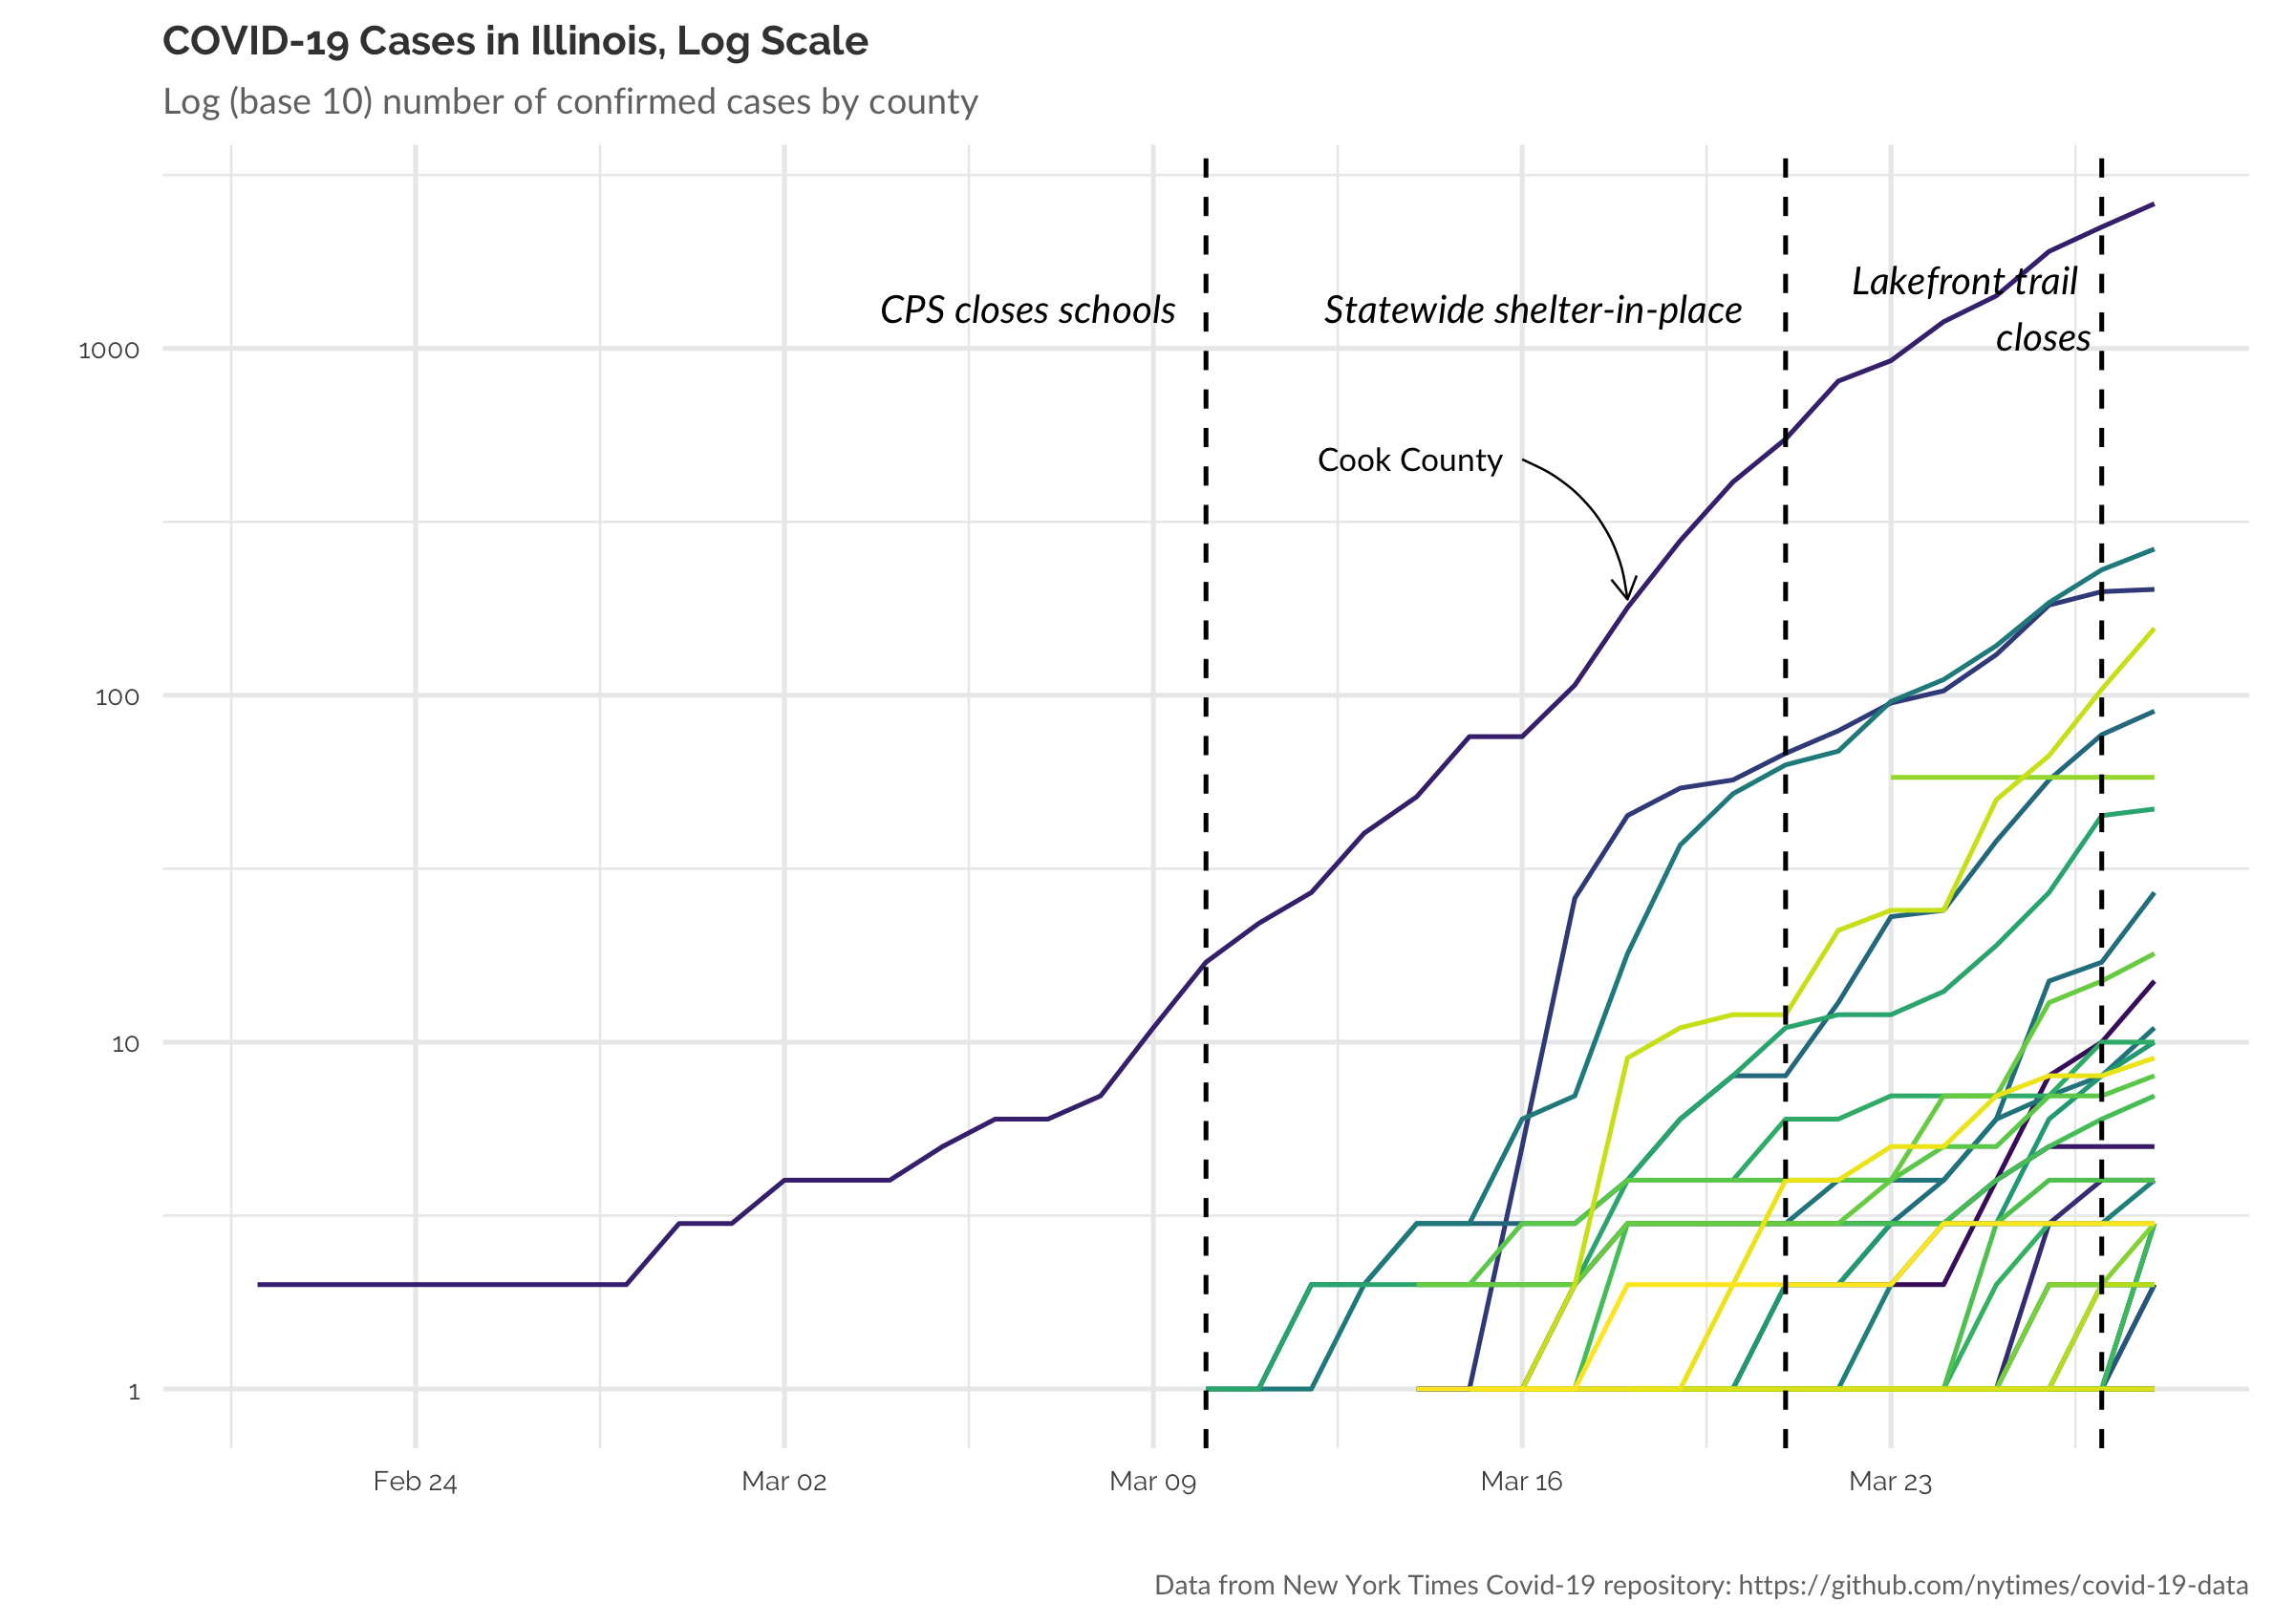 COVID-19 Cases in Illinois, Log Scale
Log (base 10) number of confirmed cases by county
Lakefront trail
closes
CPS closes schools
Statewide shelter-in-place
Cook County
1000
100
10
1
Feb 24
Mar 02
Mar 09
Mar 16
Mar 23
Data from New York Times Covid-19 repository: https://github.com/nytimes/covid-19-data